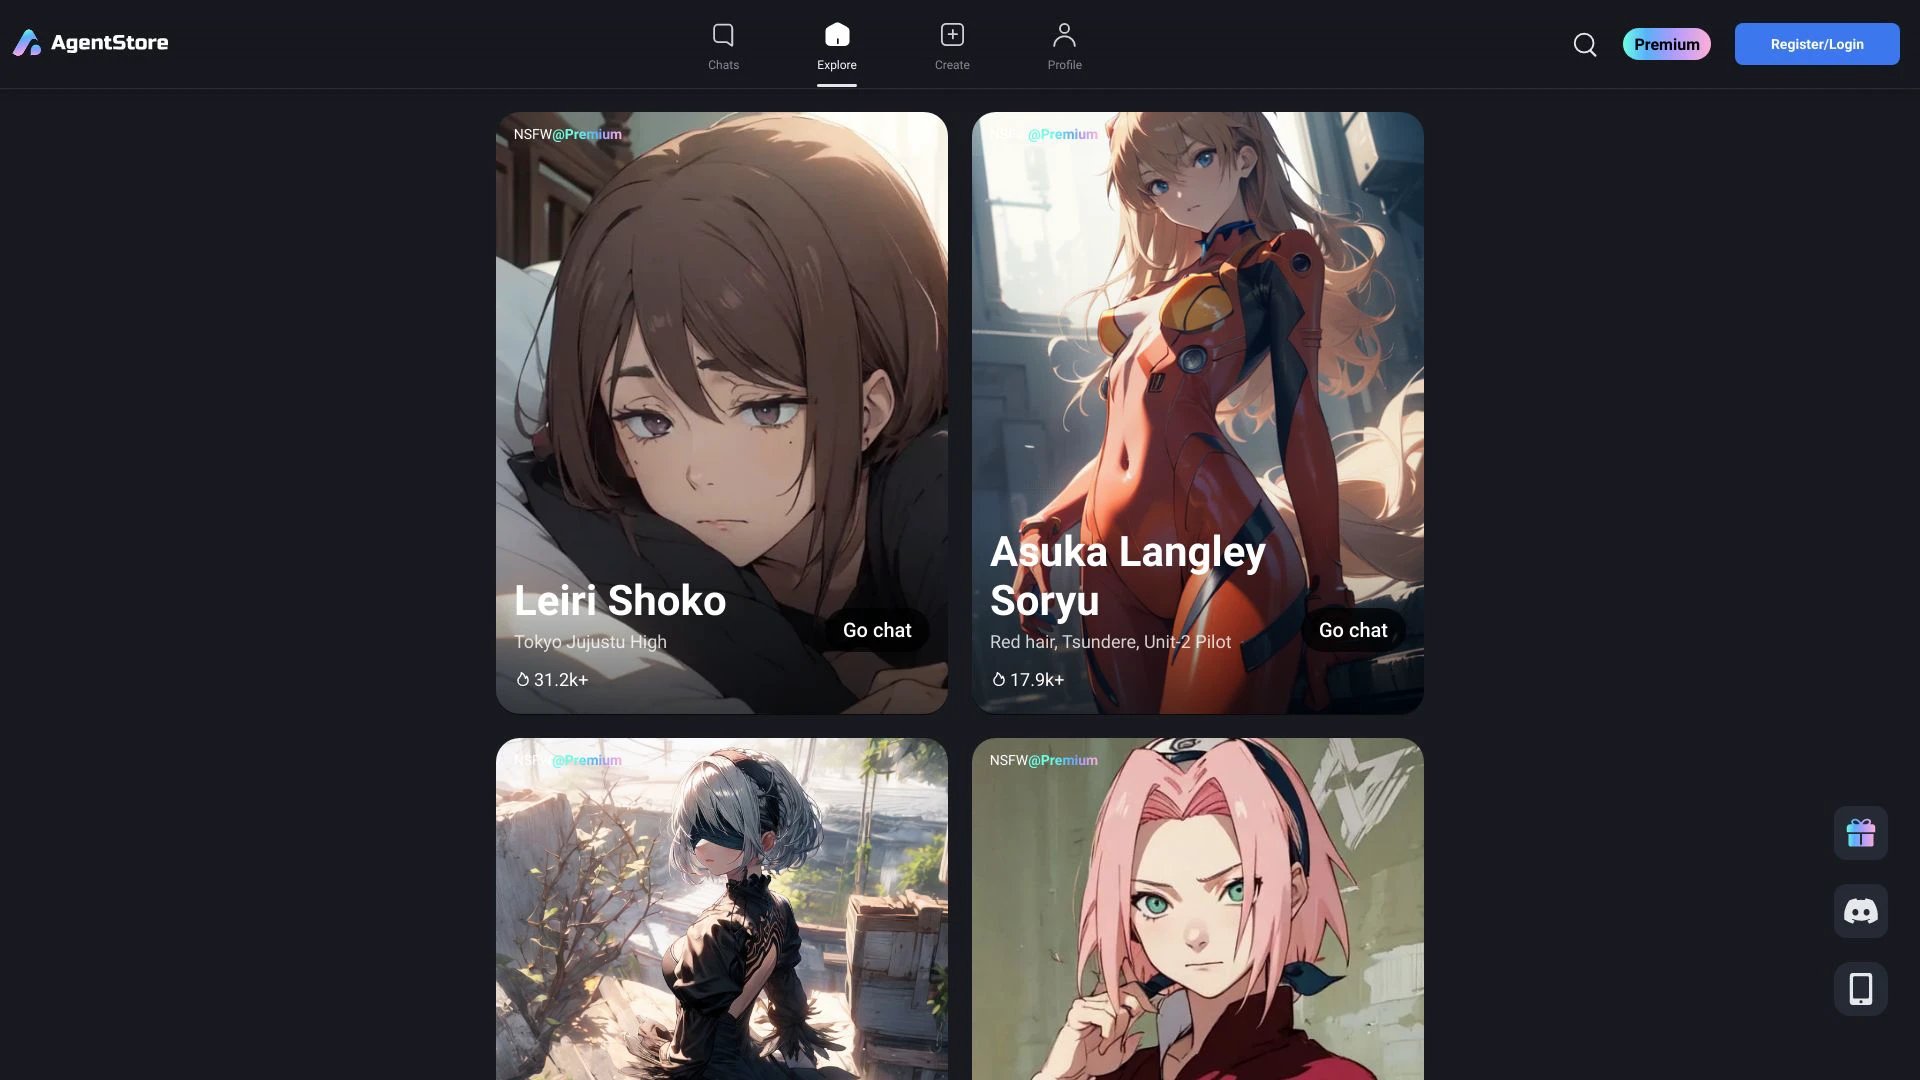 AgentStore
Chats
Explore
Create
Profile
Premium
Register/Login
NSFW@Premium
Leiri Shoko
Tokyo Jujustu High
31.2k+
Go chat
NSFW@Premium
Asuka Langley
Soryu
Red hair, Tsundere, Unit-2 Pilot
17.9k+
Go chat
NSFW@Premium
NSFW@Premium